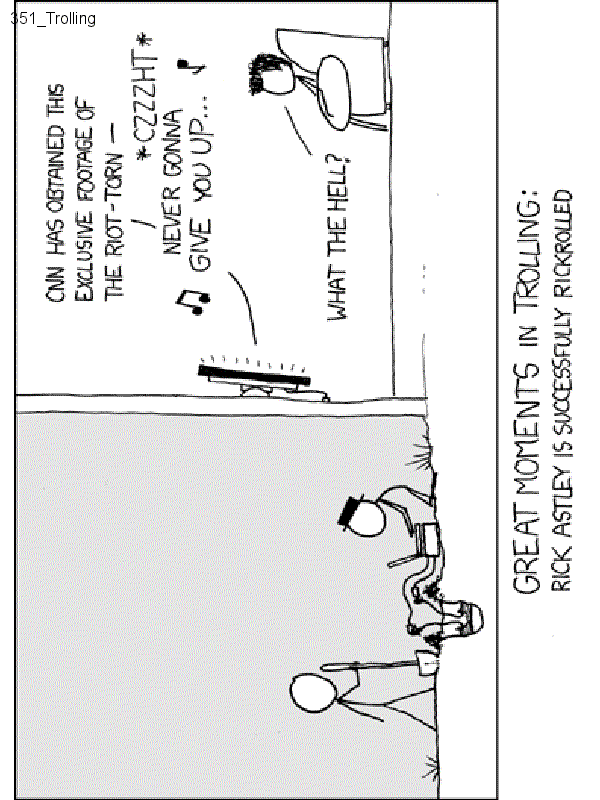 351_Trolling
CNN HAS OBTAINED THIS
EXCLUSIVE FOOTAGE OF
THE RIOT-TORN —
*CZZZHT*
NEVER GONNA
GIVE YOU UP...
WHAT THE HELL?
GREAT MOMENTS IN TROLLING:
RICK ASTLEY IS SUCCESSFULLY RICKROLLED